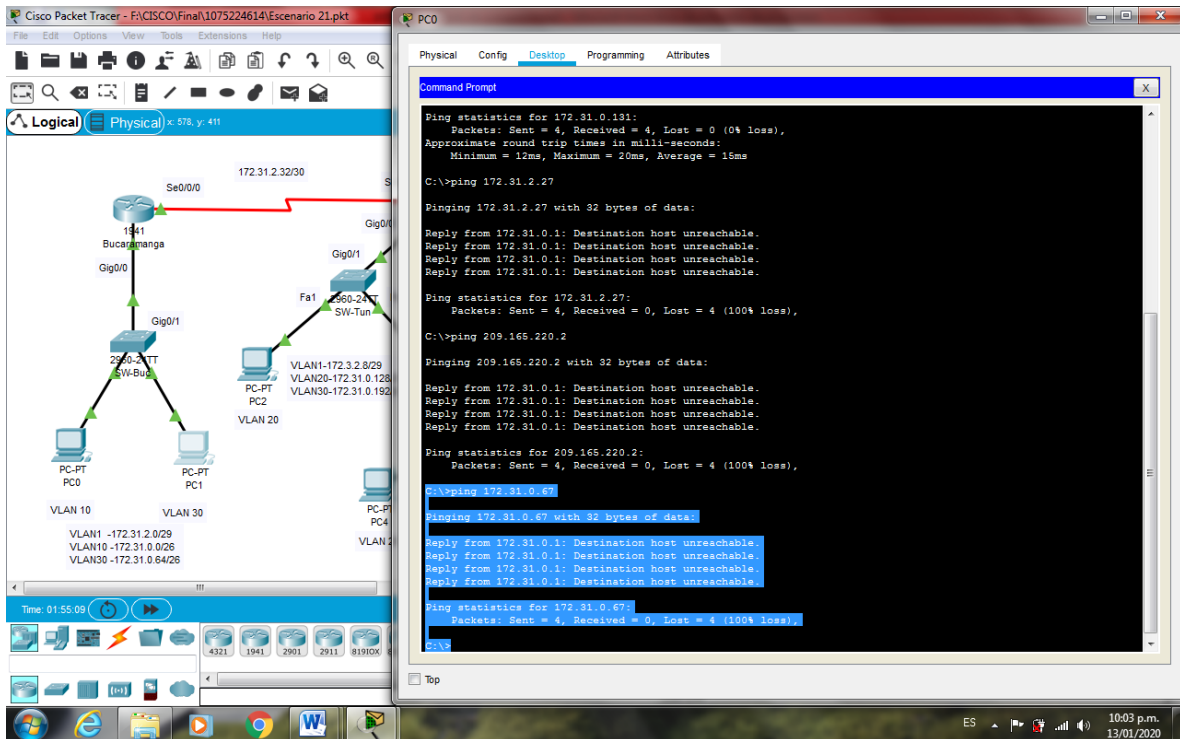 Cisco Packet Tracer - F:\CISCO\Final\1075224614\Escenario 21.pkt
File Edit Options View Tools Extensions Help
Logical
Physical
x: 578, y: 411
172.31.2.32/30
Se0/0/0
1941
Bucaramanga
Gig0/0
Gig0/1
2960-24TT
SW-Buc
PC-PT
PC0
PC-PT
PC1
VLAN 10
VLAN 30
VLAN1 -172.31.2.0/29
VLAN10 -172.31.0.0/26
VLAN30 -172.31.0.64/26
Gig0/1
Fa1
2960-24TT
SW-Tun
PC-PT
PC2
VLAN 20
VLAN1-172.3.2.8/29
VLAN20-172.31.0.128
VLAN30-172.31.0.192
PC4
Time: 01:55:09
4321
1941
2901
2911
819IOX
PC0
Physical Config Desktop Programming Attributes
Command Prompt
X
Ping statistics for 172.31.0.131:
Packets: Sent = 4, Received = 4, Lost = 0 (0% loss),
Approximate round trip times in milli-seconds:
Minimum = 12ms, Maximum = 20ms, Average = 15ms
C:\>ping 172.31.2.27
Pinging 172.31.2.27 with 32 bytes of data:
Reply from 172.31.0.1: Destination host unreachable.
Reply from 172.31.0.1: Destination host unreachable.
Reply from 172.31.0.1: Destination host unreachable.
Reply from 172.31.0.1: Destination host unreachable.
Ping statistics for 172.31.2.27:
Packets: Sent = 4, Received = 0, Lost = 4 (100% loss),
C:\>ping 209.165.220.2
Pinging 209.165.220.2 with 32 bytes of data:
Reply from 172.31.0.1: Destination host unreachable.
Reply from 172.31.0.1: Destination host unreachable.
Reply from 172.31.0.1: Destination host unreachable.
Reply from 172.31.0.1: Destination host unreachable.
Ping statistics for 209.165.220.2:
Packets: Sent = 4, Received = 0, Lost = 4 (100% loss),
C:\>ping 172.31.0.67
Pinging 172.31.0.67 with 32 bytes of data:
Reply from 172.31.0.1: Destination host unreachable.
Reply from 172.31.0.1: Destination host unreachable.
Reply from 172.31.0.1: Destination host unreachable.
Reply from 172.31.0.1: Destination host unreachable.
Ping statistics for 172.31.0.67:
Packets: Sent = 4, Received = 0, Lost = 4 (100% loss),
C:\>
Top
ES
10:03 p.m.
13/01/2020